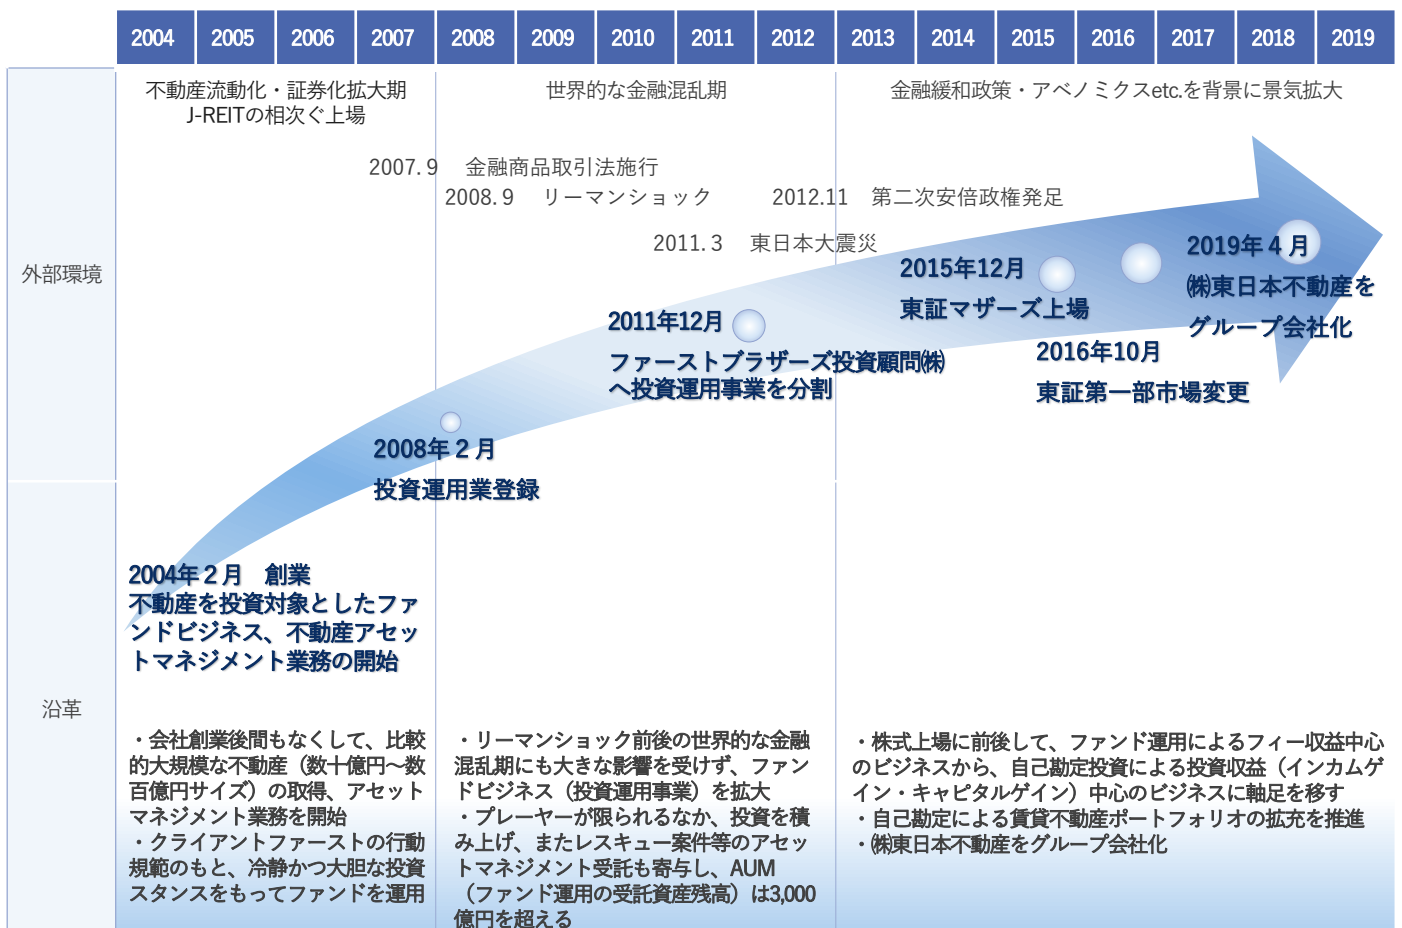 2004 2005 2006 2007 2008 2009 2010 2011 2012 2013 2014 2015 2016 2017 2018 2019
外部環境
不動産流動化・証券化拡大期
J-REITの相次ぐ上場
世界的な金融混乱期
金融緩和政策・アベノミクスetc.を背景に景気拡大
2007. 9 金融商品取引法施行
2008. 9 リーマンショック
2012.11 第二次安倍政権発足
2011. 3 東日本大震災
2019年４月
㈱東日本不動産を
グループ会社化
2015年12月
東証マザーズ上場
2016年10月
東証第一部市場変更
2011年12月
ファーストブラザーズ投資顧問㈱
へ投資運用事業を分割
2008年２月
投資運用業登録
2004年２月 創業
不動産を投資対象としたファ
ンドビジネス、不動産アセッ
トマネジメント業務の開始
沿革
・会社創業後間もなくして、比較
的大規模な不動産（数十億円～数
百億円サイズ）の取得、アセット
マネジメント業務を開始
・クライアントファーストの行動
規範のもと、冷静かつ大胆な投資
スタンスをもってファンドを運用
・リーマンショック前後の世界的な金融
混乱期にも大きな影響を受けず、ファン
ドビジネス（投資運用事業）を拡大
・プレーヤーが限られるなか、投資を積
み上げ、またレスキュー案件等のアセッ
トマネジメント受託も寄与し、AUM
（ファンド運用の受託資産残高）は3,000
億円を超える
・株式上場に前後して、ファンド運用によるフィー収益中心
のビジネスから、自己勘定投資による投資収益（インカムゲ
イン・キャピタルゲイン）中心のビジネスに軸足を移す
・自己勘定による賃貸不動産ポートフォリオの拡充を推進
・㈱東日本不動産をグループ会社化